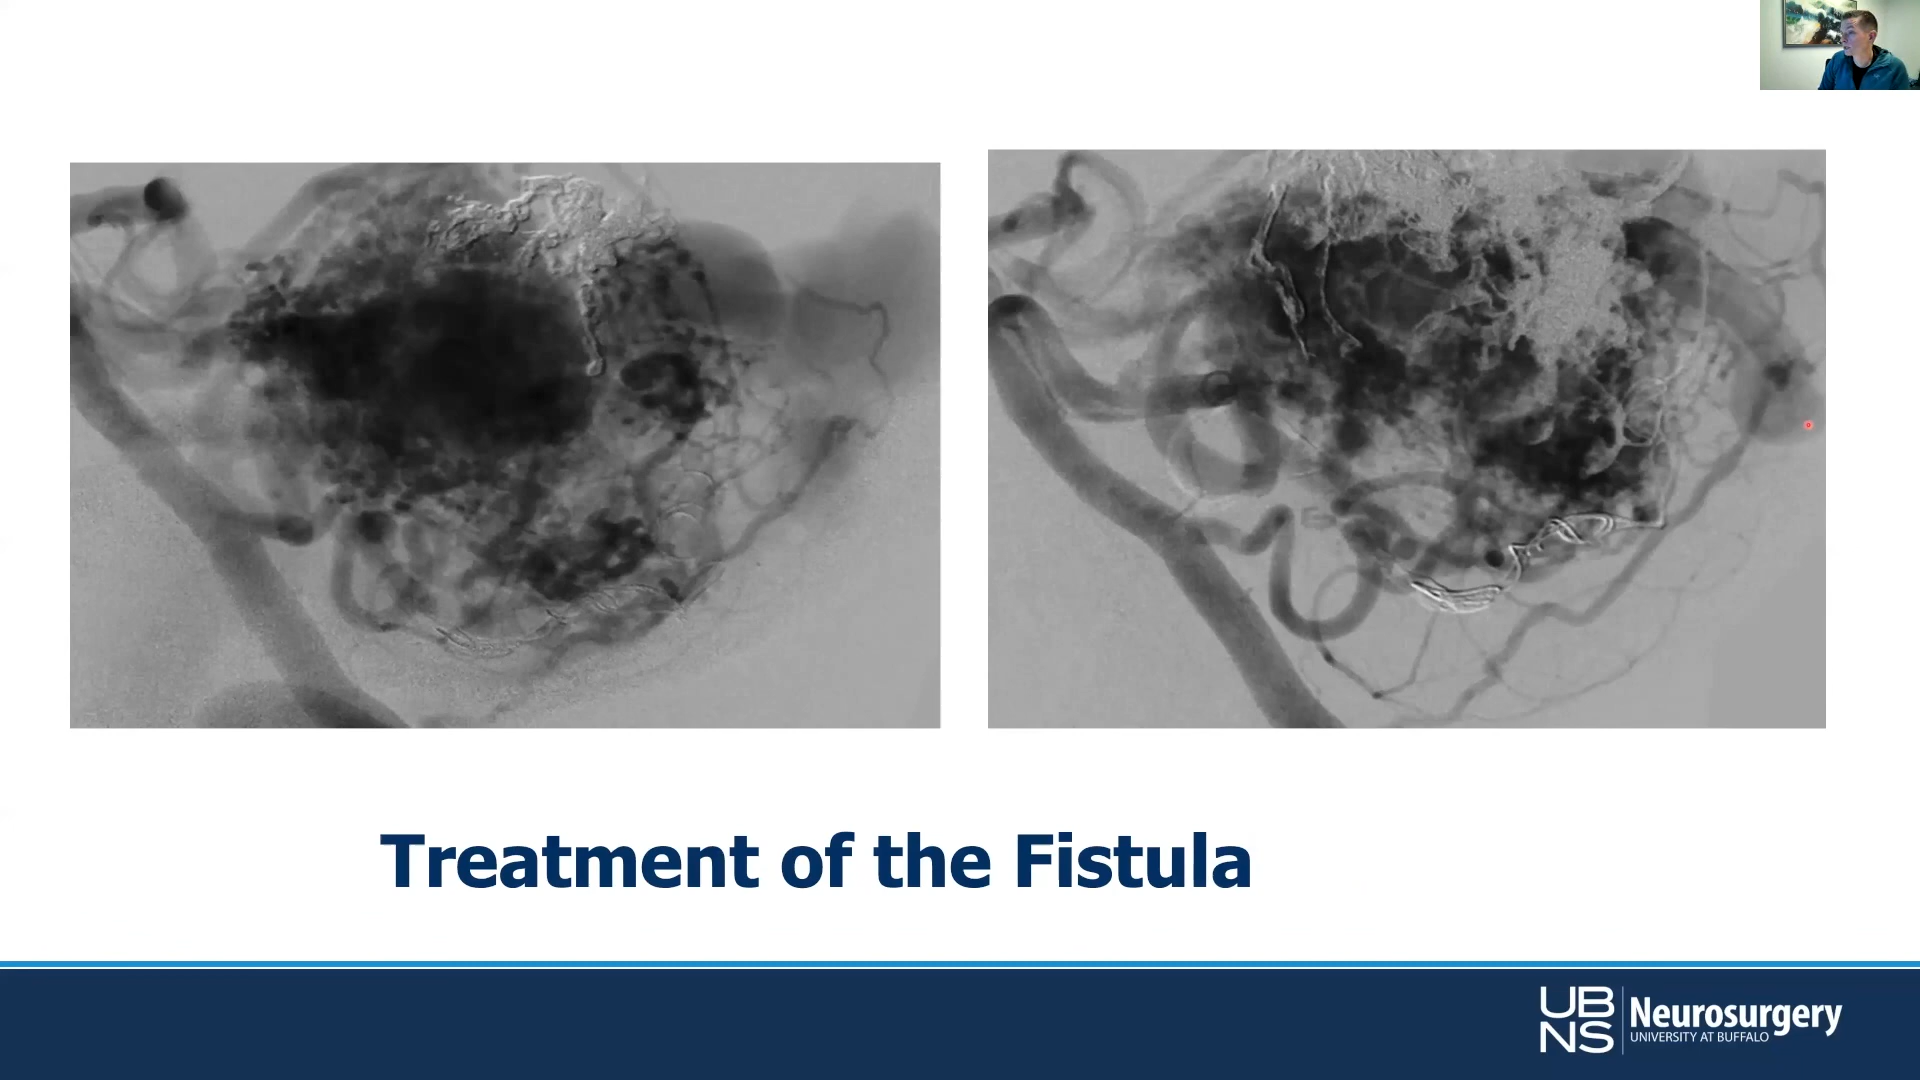 Treatment of the Fistula
UB
NS
Neurosurgery
UNIVERSITY AT BUFFALO